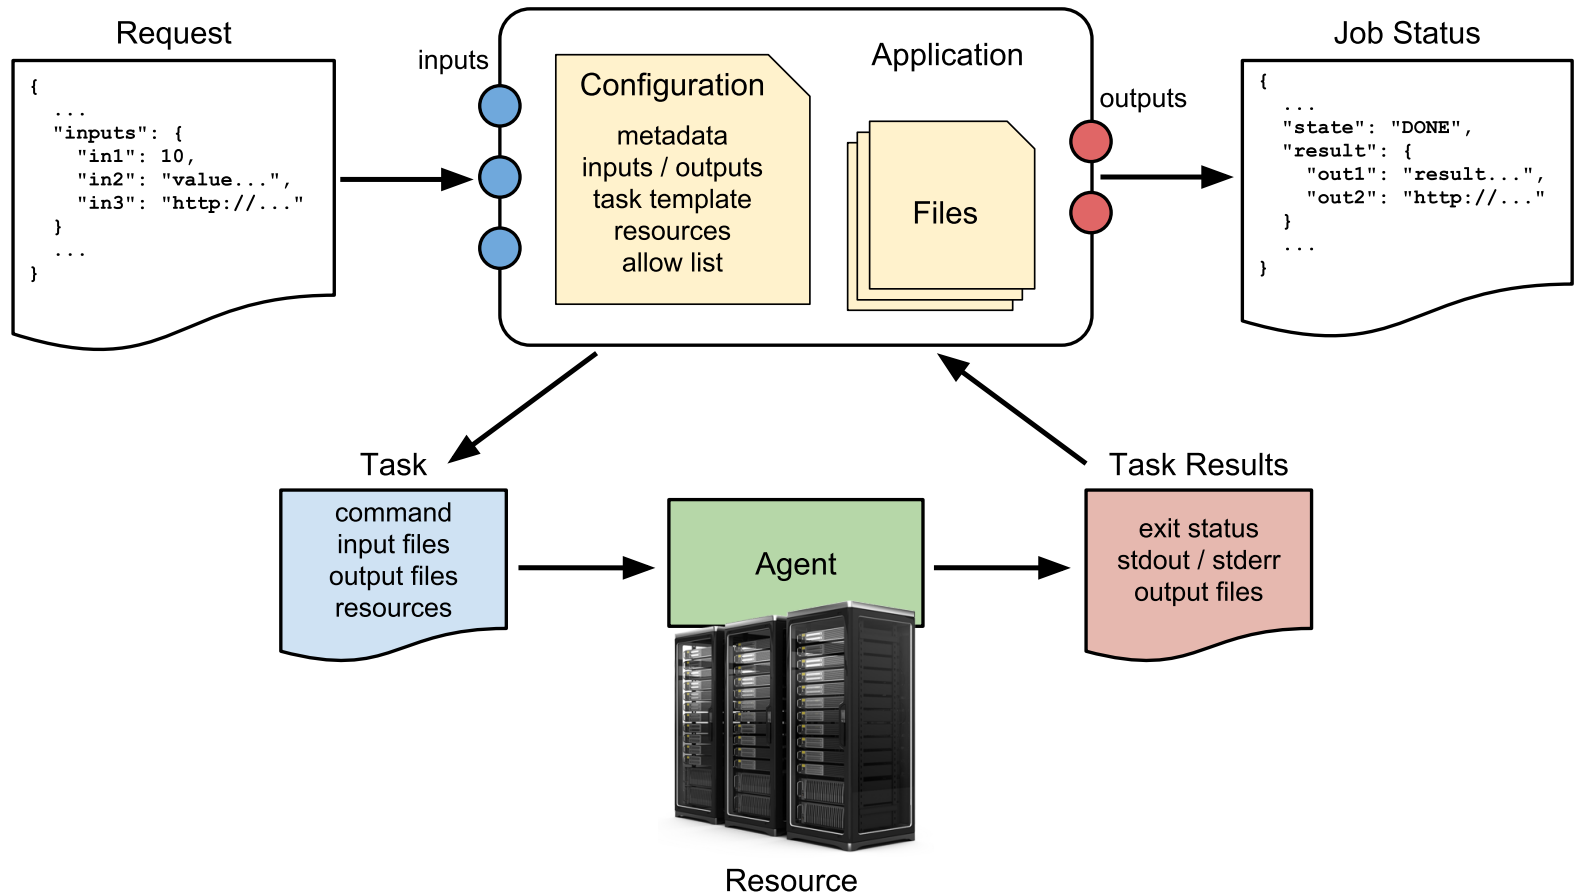 Request
{
...
"inputs": {
"in1": 10,
"in2": "value...",
"in3": "http://..."
}
...
}
inputs
Configuration
metadata
inputs / outputs
task template
resources
allow list
Application
Files
outputs
Job Status
{
...
"state": "DONE",
"result": {
"out1": "result...",
"out2": "http://..."
}
...
}
Task
command
input files
output files
resources
Agent
Resource
Task Results
exit status
stdout / stderr
output files